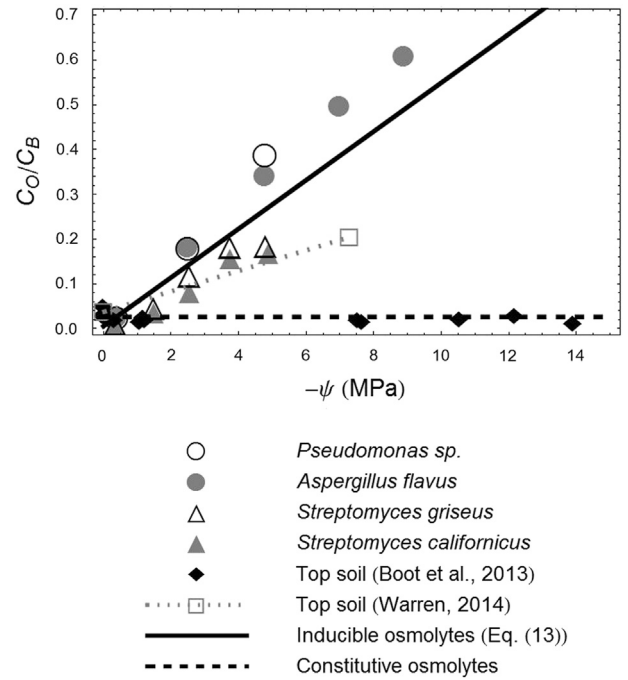 0.7
0.6
0.5
0.4
0.3
0.2
0.1
0.0
C_O/C_B
0 2 4 6 8 10 12 14
−ψ (MPa)
Pseudomonas sp.
Aspergillus flavus
Streptomyces griseus
Streptomyces californicus
Top soil (Boot et al., 2013)
Top soil (Warren, 2014)
Inducible osmolytes (Eq. (13))
Constitutive osmolytes